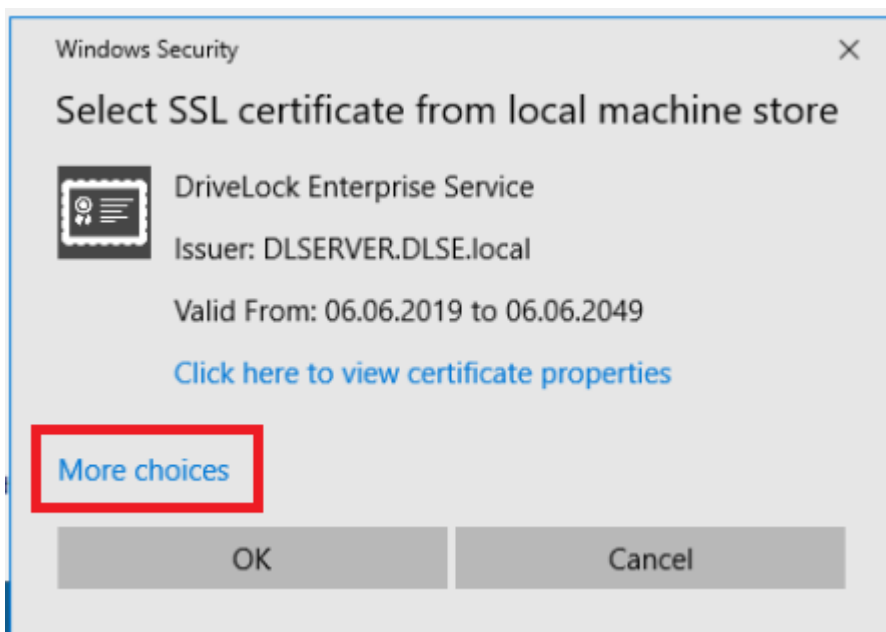 Windows Security
Select SSL certificate from local machine store
DriveLock Enterprise Service
Issuer: DLSERVER.DLSE.local
Valid From: 06.06.2019 to 06.06.2049
Click here to view certificate properties
More choices
OK
Cancel